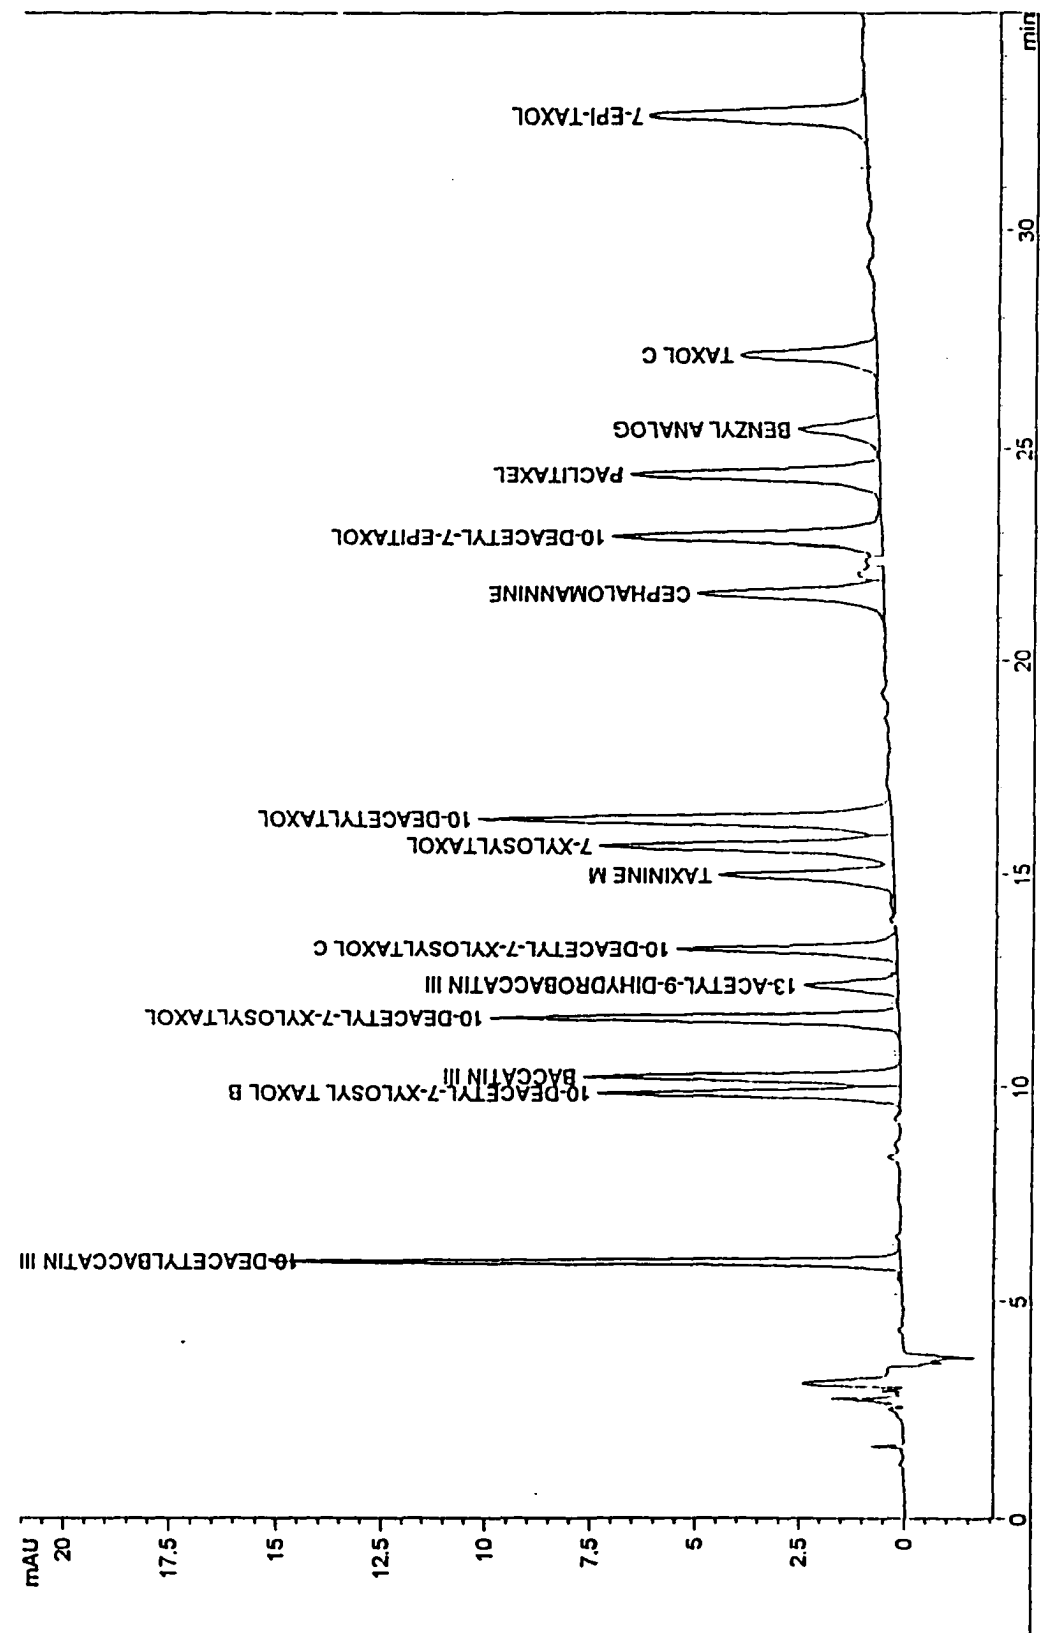 mAU
20
17.5
15
12.5
10
7.5
5
2.5
0
10-DEACETYLBACCATIN III
10-DEACETYL-7-XYLOSYL TAXOL B
BACCATIN III
10-DEACETYL-7-XYLOSYLTAXOL
13-ACETYL-9-DIHYDROBACCATIN III
10-DEACETYL-7-XYLOSYLTAXOL C
TAXININE M
7-XYLOSYLTAXOL
10-DEACETYLTAXOL
CEPHALOMANNINE
10-DEACETYL-7-EPITAXOL
PACLITAXEL
BENZYL ANALOG
TAXOL C
7-EPI-TAXOL
0
5
10
15
20
25
30
min